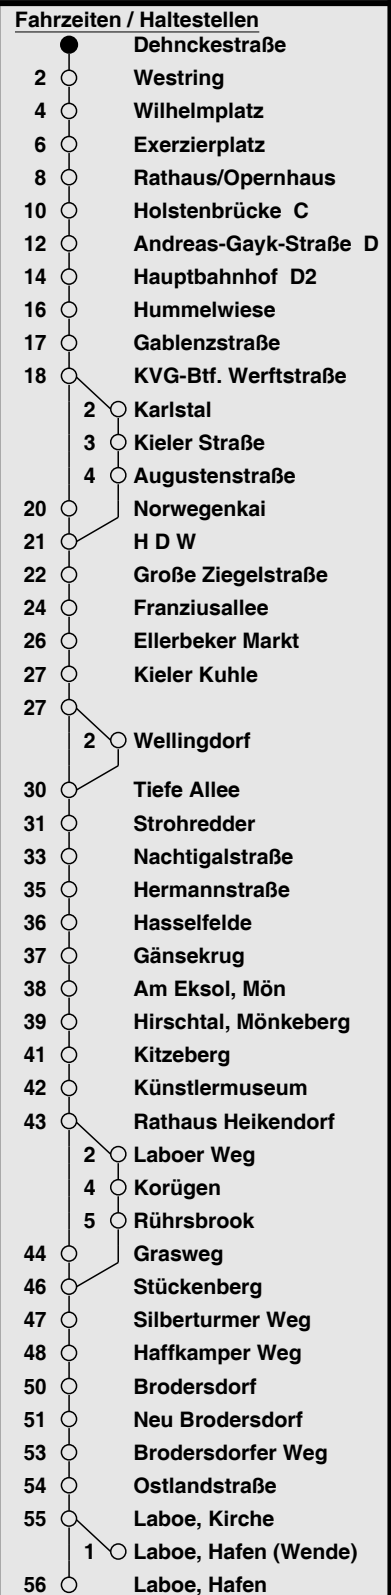 Fahrzeiten / Haltestellen
Dehnckestraße
2 Westring
4 Wilhelmplatz
6 Exerzierplatz
8 Rathaus/Opernhaus
10 Holstenbrücke C
12 Andreas-Gayk-Straße D
14 Hauptbahnhof D2
16 Hummelwiese
17 Gablenzstraße
18 KVG-Btf. Werftstraße
2 Karlstal
3 Kieler Straße
4 Augustenstraße
20 Norwegenkai
21 H D W
22 Große Ziegelstraße
24 Franziusallee
26 Ellerbeker Markt
27 Kieler Kuhle
27
2 Wellingdorf
30 Tiefe Allee
31 Strohredder
33 Nachtigalstraße
35 Hermannstraße
36 Hasselfelde
37 Gänsekrug
38 Am Eksol, Mön
39 Hirschtal, Mönkeberg
41 Kitzeberg
42 Künstlermuseum
43 Rathaus Heikendorf
2 Laboer Weg
4 Korügen
5 Rührsbrook
44 Grasweg
46 Stückenberg
47 Silberturmer Weg
48 Haffkamper Weg
50 Brodersdorf
51 Neu Brodersdorf
53 Brodersdorfer Weg
54 Ostlandstraße
55 Laboe, Kirche
1 Laboe, Hafen (Wende)
56 Laboe, Hafen